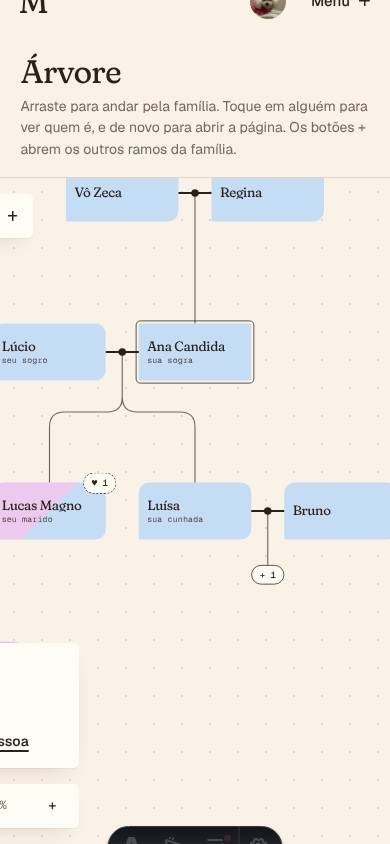 M
Menu +
Árvore
Arraste para andar pela família. Toque em alguém para
ver quem é, e de novo para abrir a página. Os botões +
abrem os outros ramos da família.
+
Vô Zeca
Regina
Lúcio
seu sogro
Ana Candida
sua sogra
♥ 1
Lucas Magno
seu marido
Luísa
sua cunhada
Bruno
+ 1
ssoa
%
+